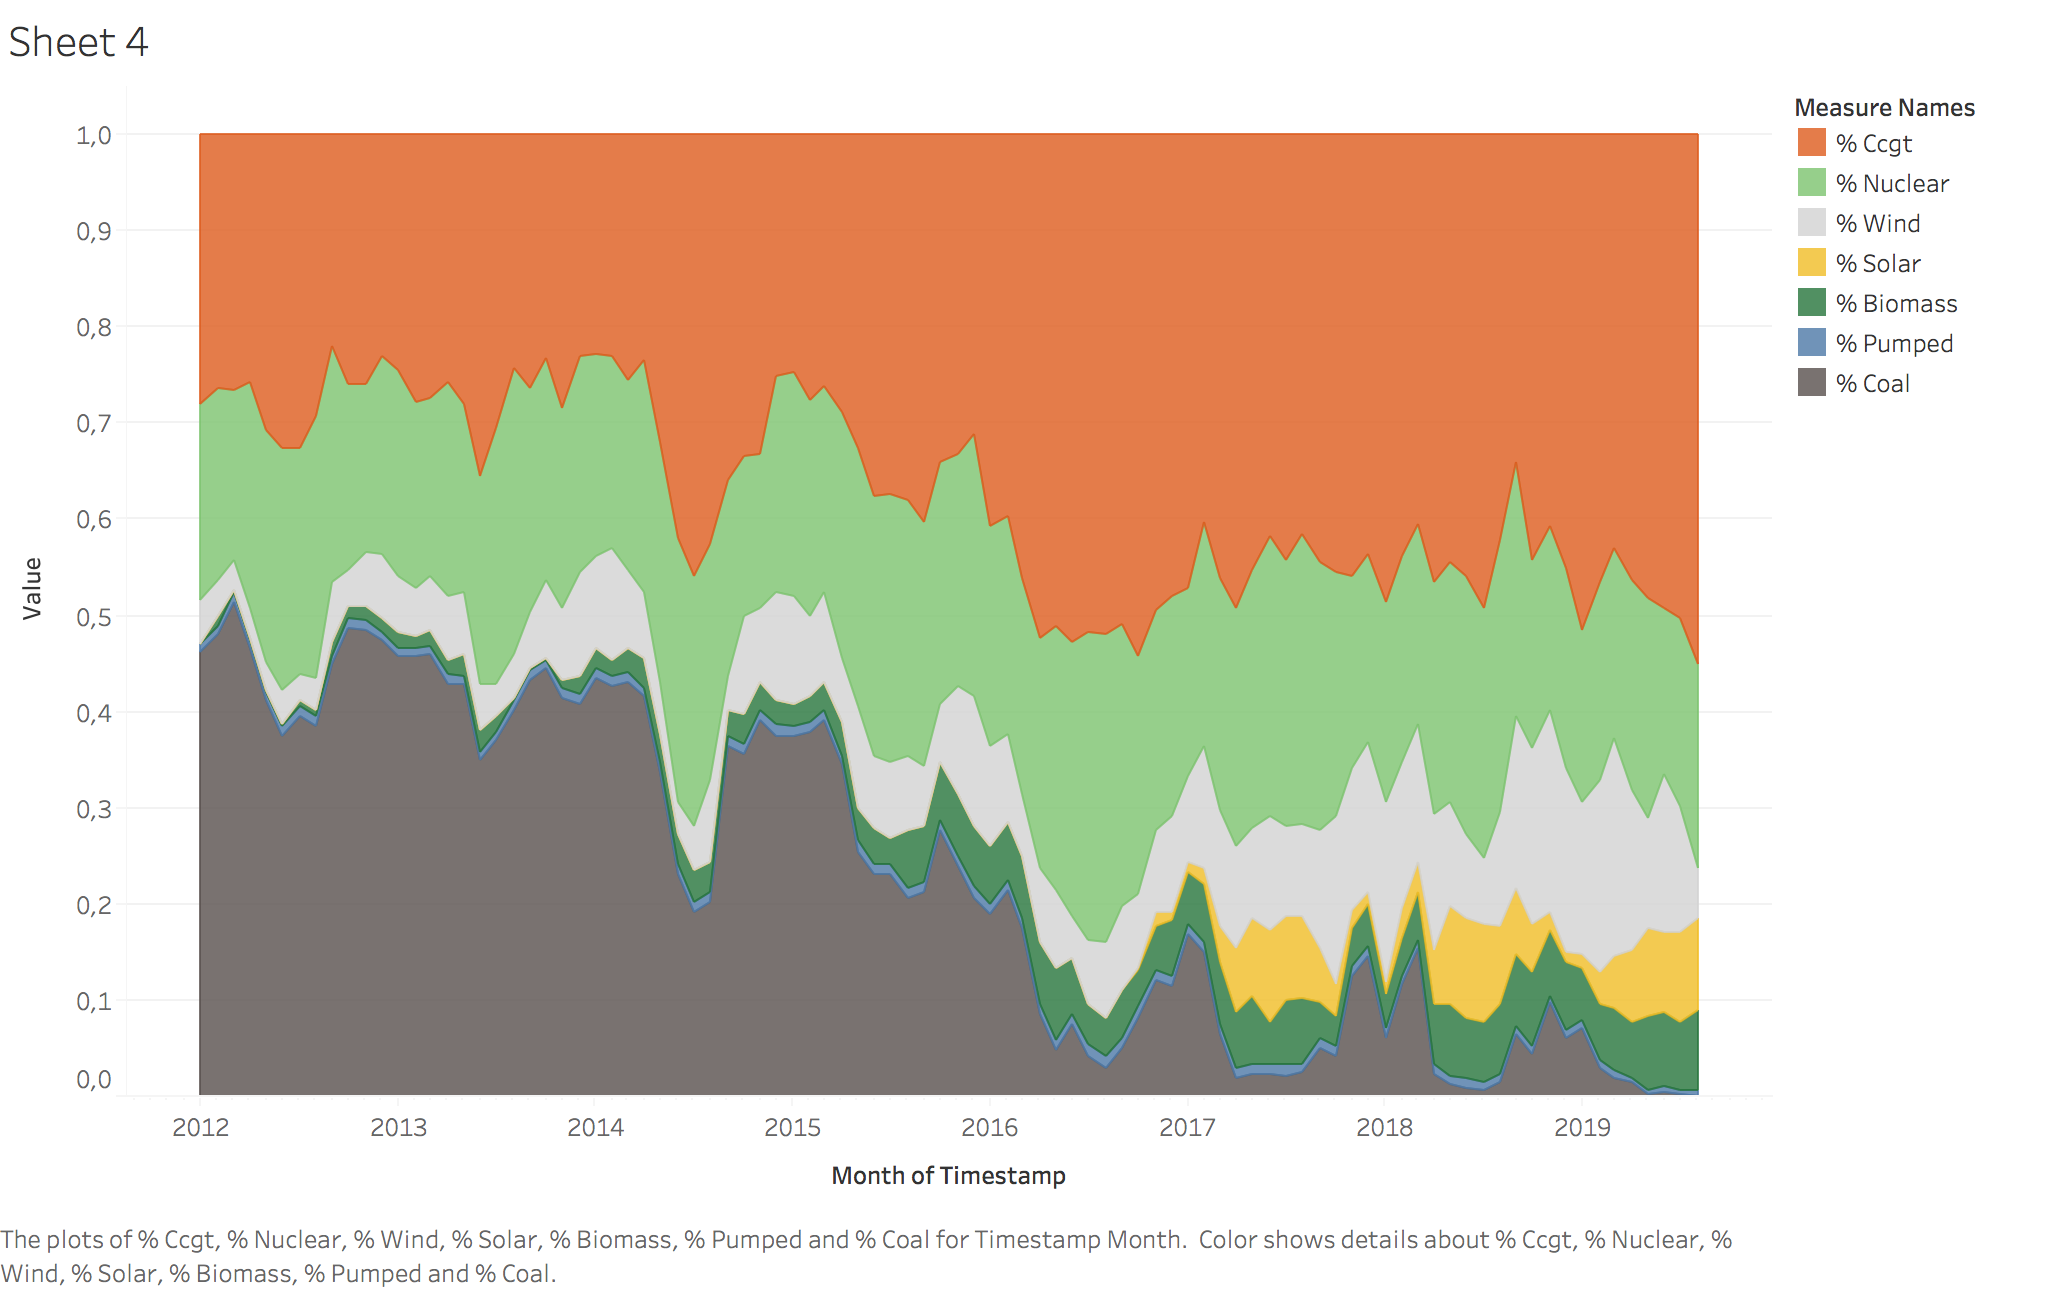 Sheet 4
Measure Names
% Ccgt
% Nuclear
% Wind
% Solar
% Biomass
% Pumped
% Coal
1,0
0,9
0,8
0,7
0,6
0,5
0,4
0,3
0,2
0,1
0,0
Value
2012 2013 2014 2015 2016 2017 2018 2019
Month of Timestamp
The plots of % Ccgt, % Nuclear, % Wind, % Solar, % Biomass, % Pumped and % Coal for Timestamp Month.  Color shows details about % Ccgt, % Nuclear, %
Wind, % Solar, % Biomass, % Pumped and % Coal.